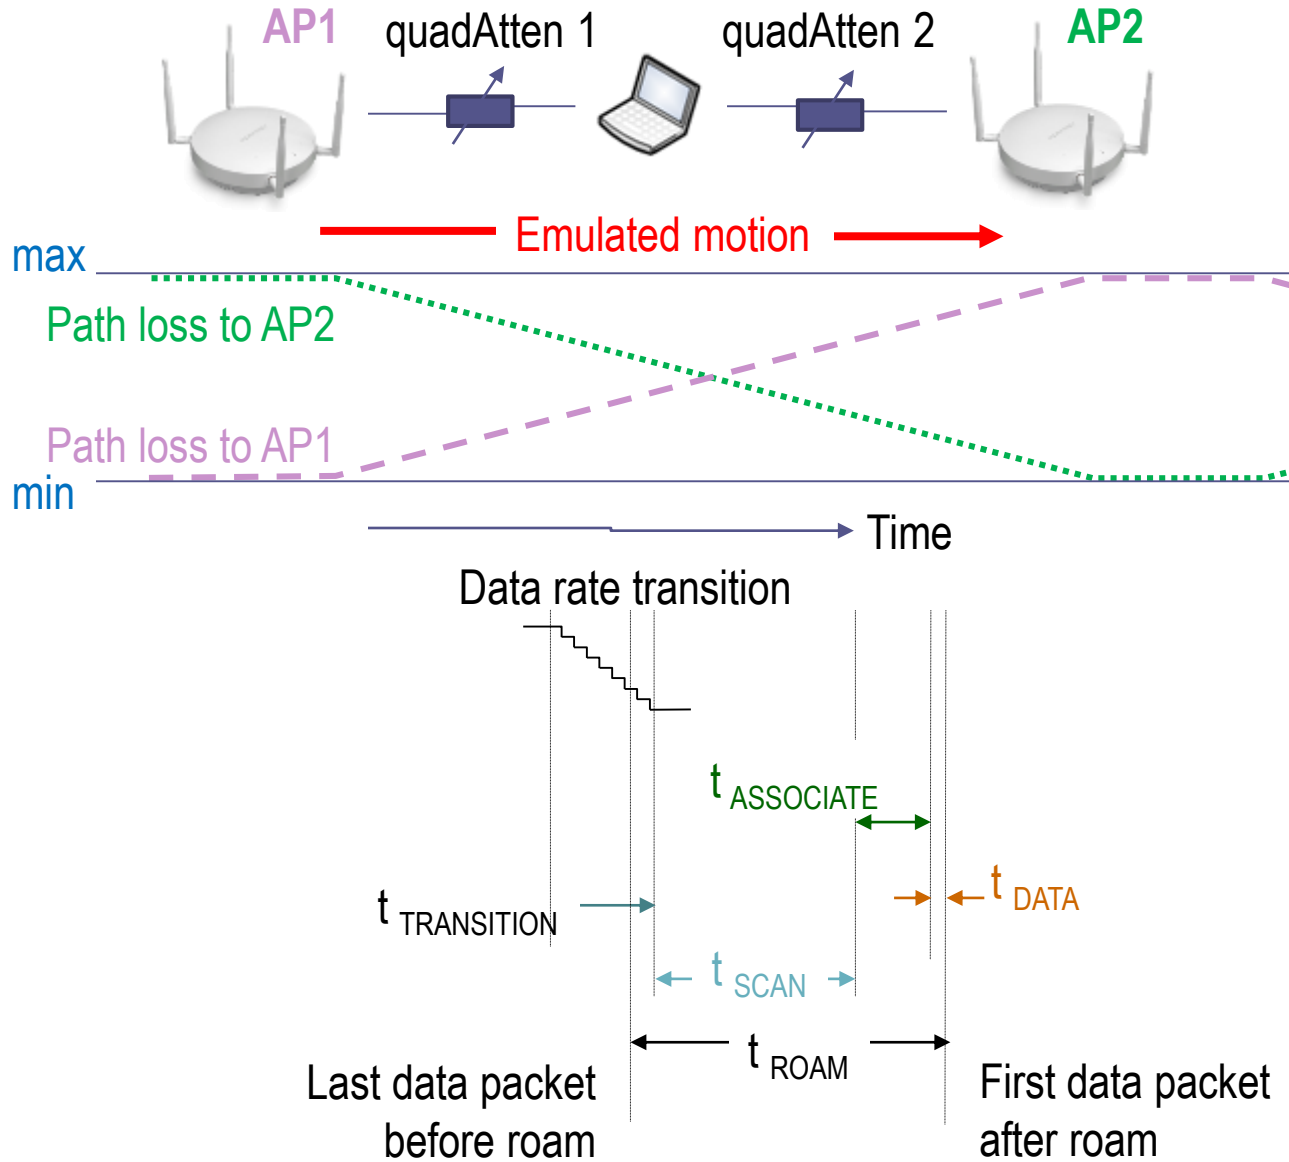 AP1
quadAtten 1
quadAtten 2
AP2
Emulated motion
max
Path loss to AP2
Path loss to AP1
min
Time
Data rate transition
t ASSOCIATE
t DATA
t TRANSITION
t SCAN
t ROAM
Last data packet
before roam
First data packet
after roam